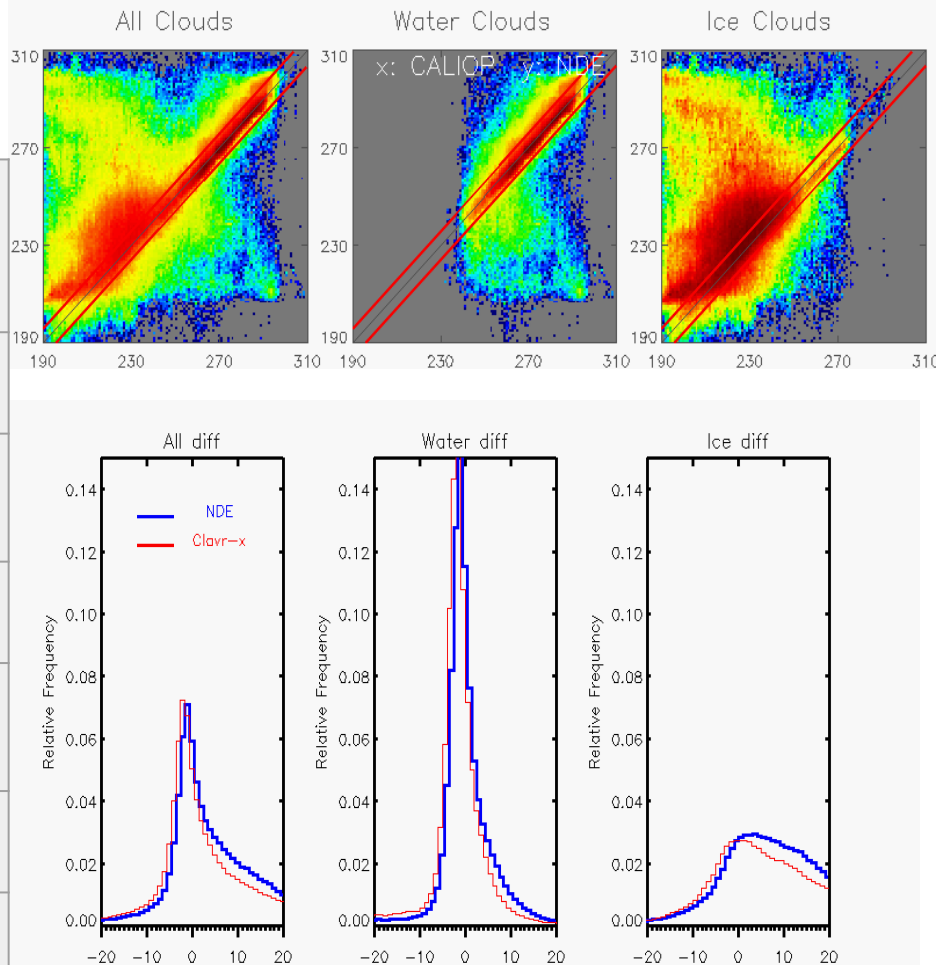 All Clouds Water Clouds Ice Clouds
x: CALIOP y: NDE
310 310 310
270 270 270
230 230 230
190 190 190
190 230 270 310 190 230 270 310 190 230 270 310
All diff Water diff Ice diff
0.14 0.14 0.14
NDE
Clavr-x
0.12 0.12 0.12
0.10 0.10 0.10
0.08 0.08 0.08
Relative Frequency Relative Frequency Relative Frequency
0.06 0.06 0.06
0.04 0.04 0.04
0.02 0.02 0.02
0.00 0.00 0.00
-20 -10 0 10 20 -20 -10 0 10 20 -20 -10 0 10 20